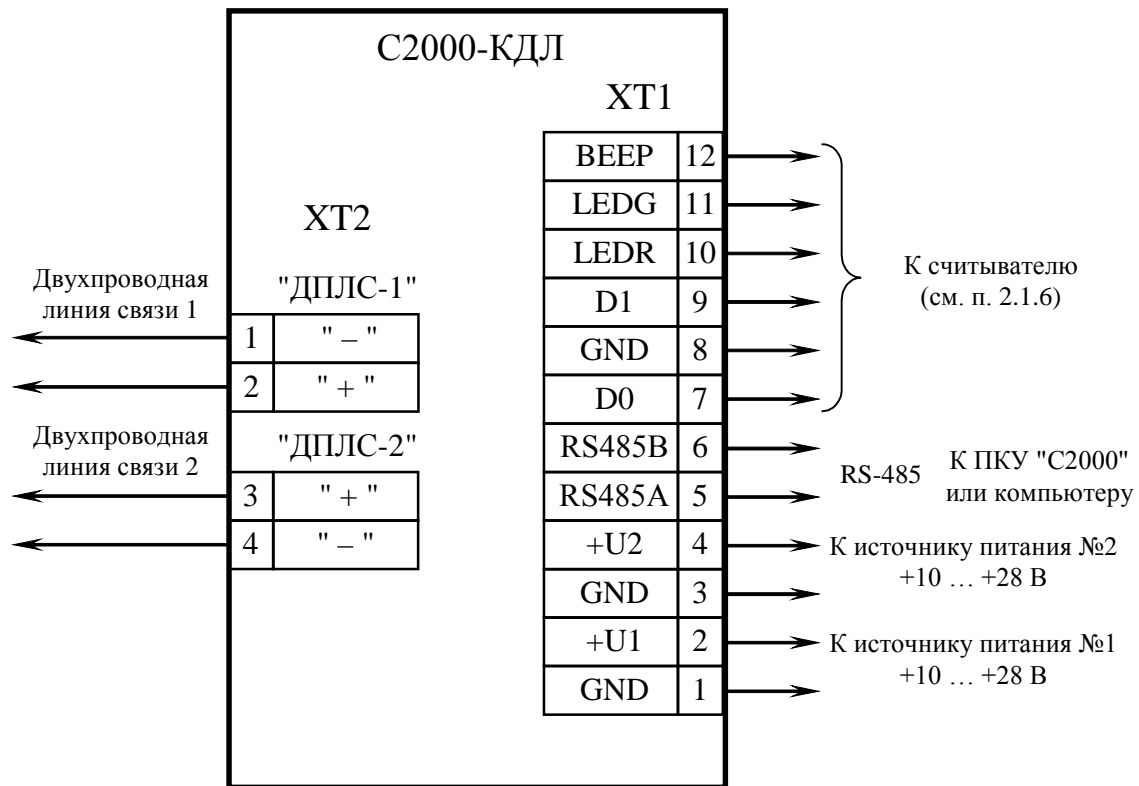 С2000-КДЛ
XT1
BEEP 12
LEDG 11
LEDR 10
D1 9
GND 8
D0 7
RS485B 6
RS485A 5
+U2 4
GND 3
+U1 2
GND 1
К считывателю
(см. п. 2.1.6)
RS-485
К ПКУ "С2000"
или компьютеру
К источнику питания №2
+10 … +28 В
К источнику питания №1
+10 … +28 В
XT2
"ДПЛС-1"
1 " – "
2 " + "
"ДПЛС-2"
3 " + "
4 " – "
Двухпроводная
линия связи 1
Двухпроводная
линия связи 2